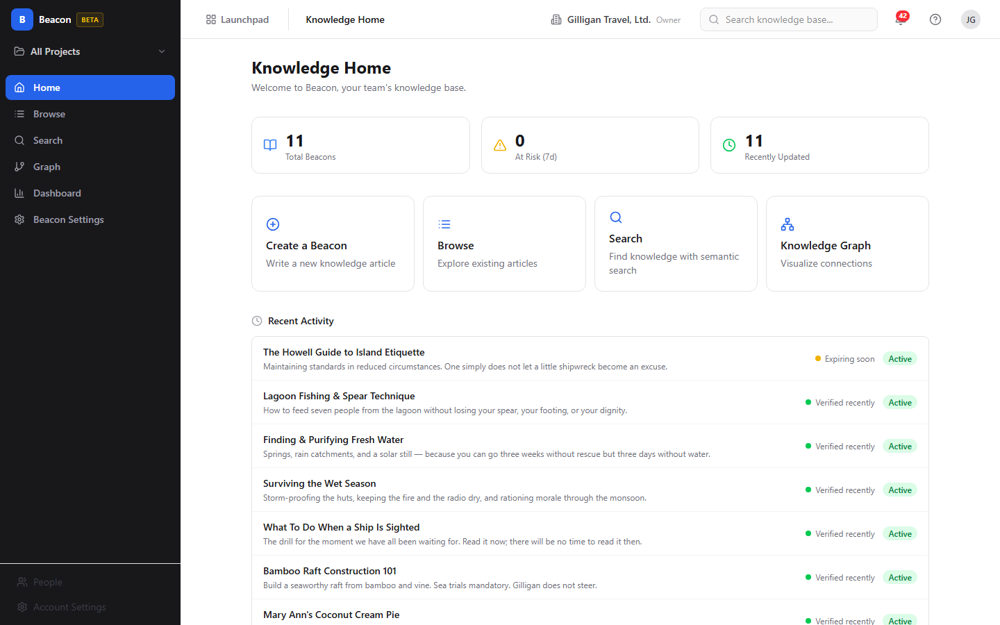 B Beacon BETA
All Projects
Home
Browse
Search
Graph
Dashboard
Beacon Settings
People
Account Settings
Launchpad
Knowledge Home
Gilligan Travel, Ltd. Owner
Search knowledge base...
42
JG
Knowledge Home
Welcome to Beacon, your team's knowledge base.
11
Total Beacons
0
At Risk (7d)
11
Recently Updated
Create a Beacon
Write a new knowledge article
Browse
Explore existing articles
Search
Find knowledge with semantic
search
Knowledge Graph
Visualize connections
Recent Activity
The Howell Guide to Island Etiquette
Maintaining standards in reduced circumstances. One simply does not let a little shipwreck become an excuse.
Expiring soon Active
Lagoon Fishing & Spear Technique
How to feed seven people from the lagoon without losing your spear, your footing, or your dignity.
Verified recently Active
Finding & Purifying Fresh Water
Springs, rain catchments, and a solar still — because you can go three weeks without rescue but three days without water.
Verified recently Active
Surviving the Wet Season
Storm-proofing the huts, keeping the fire and the radio dry, and rationing morale through the monsoon.
Verified recently Active
What To Do When a Ship Is Sighted
The drill for the moment we have all been waiting for. Read it now; there will be no time to read it then.
Verified recently Active
Bamboo Raft Construction 101
Build a seaworthy raft from bamboo and vine. Sea trials mandatory. Gilligan does not steer.
Verified recently Active
Mary Ann's Coconut Cream Pie
Verified recently Active